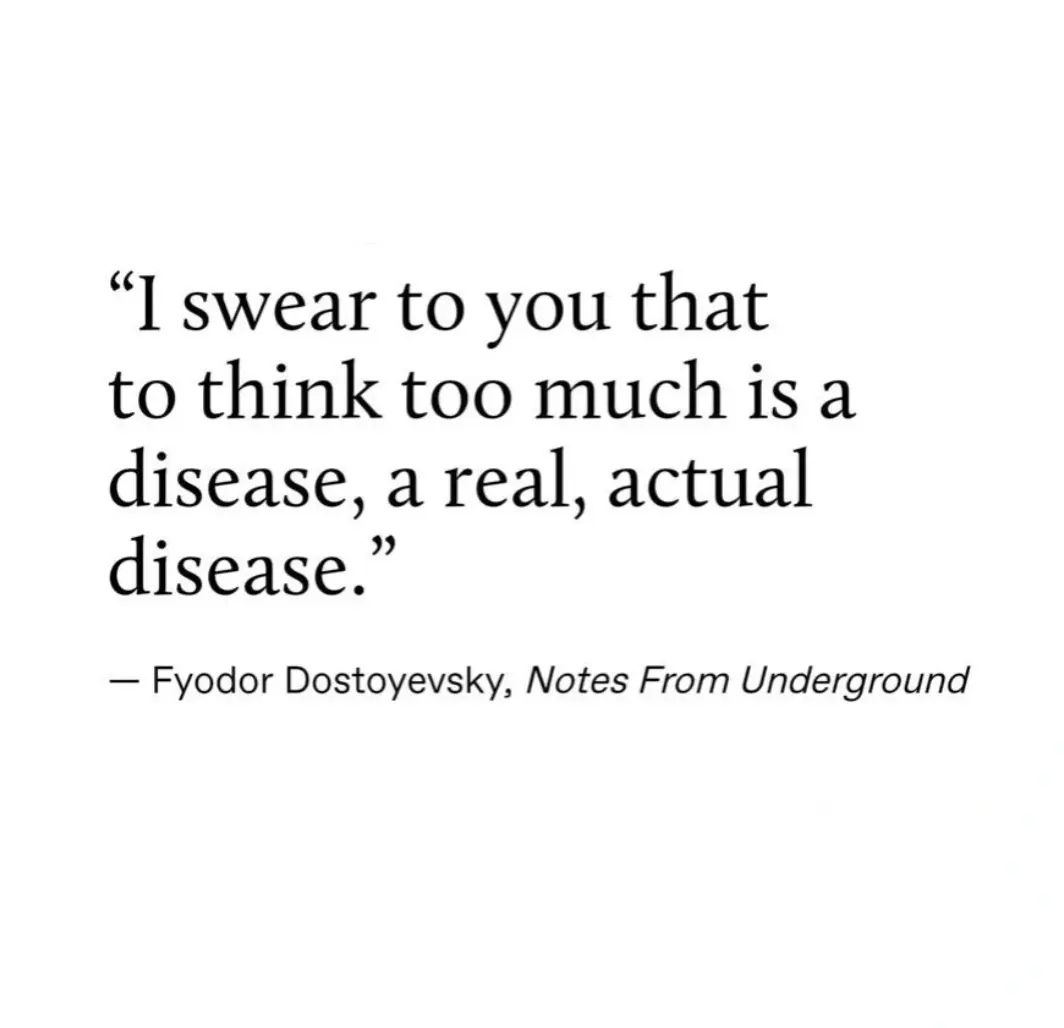 “I swear to you that
to think too much is a
disease, a real, actual
disease.”
— Fyodor Dostoyevsky, Notes From Underground